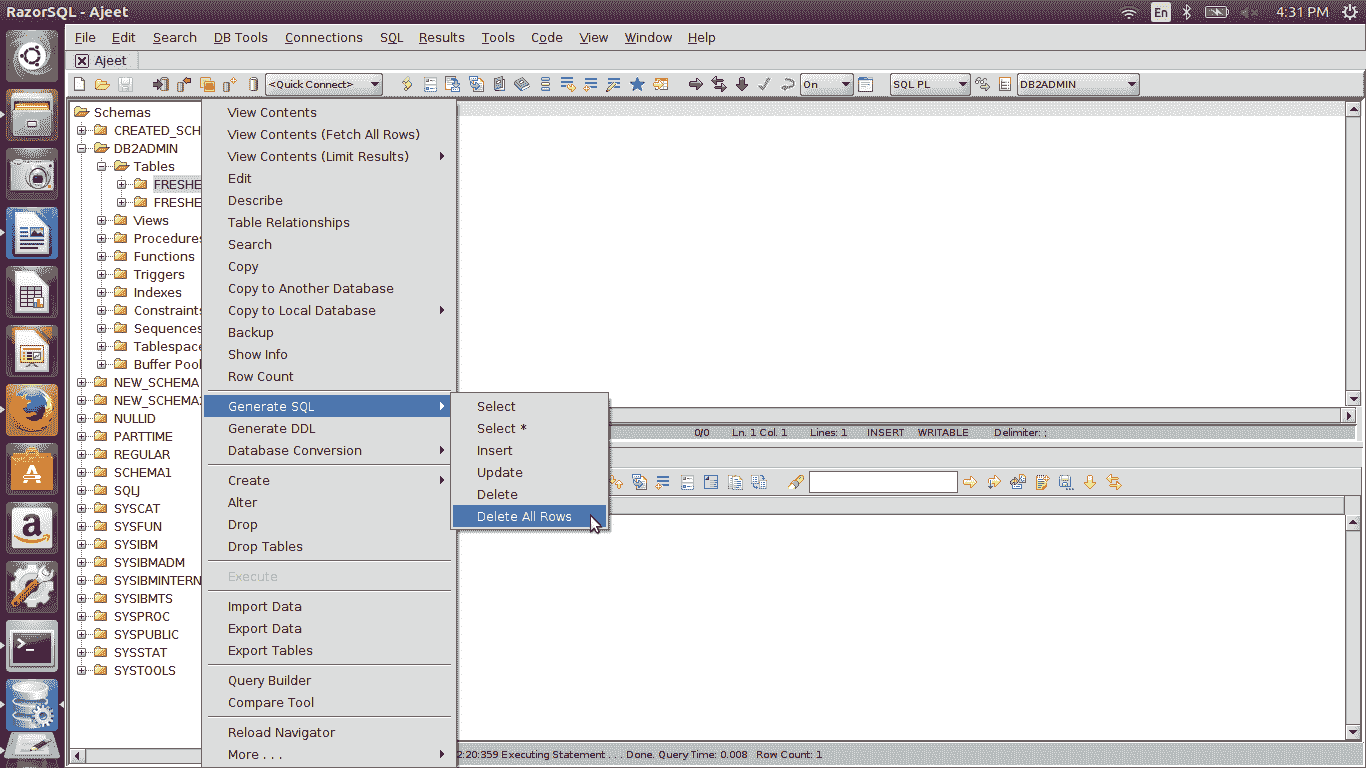 RazorSQL - Ajeet
En
4:31 PM
File Edit Search DB Tools Connections SQL Results Tools Code View Window Help
Ajeet
<Quick Connect>
On
SQL PL
DB2ADMIN
Schemas
CREATED_SCH
DB2ADMIN
Tables
FRESHE
FRESHE
Views
Procedures
Functions
Triggers
Indexes
Constraints
Sequences
Tablespace
Buffer Pool
NEW_SCHEMA
NEW_SCHEMA
NULLID
PARTTIME
REGULAR
SCHEMA1
SQLJ
SYSCAT
SYSFUN
SYSIBM
SYSIBMADM
SYSIBMINTERN
SYSIBMTS
SYSPROC
SYSPUBLIC
SYSSTAT
SYSTOOLS
View Contents
View Contents (Fetch All Rows)
View Contents (Limit Results)
Edit
Describe
Table Relationships
Search
Copy
Copy to Another Database
Copy to Local Database
Backup
Show Info
Row Count
Generate SQL
Generate DDL
Database Conversion
Create
Alter
Drop
Drop Tables
Execute
Import Data
Export Data
Export Tables
Query Builder
Compare Tool
Reload Navigator
More . . .
Select
Select *
Insert
Update
Delete
Delete All Rows
0/0 Ln. 1 Col. 1 Lines: 1 INSERT WRITABLE Delimiter: ;
2:20:359 Executing Statement . . . Done. Query Time: 0.008 Row Count: 1